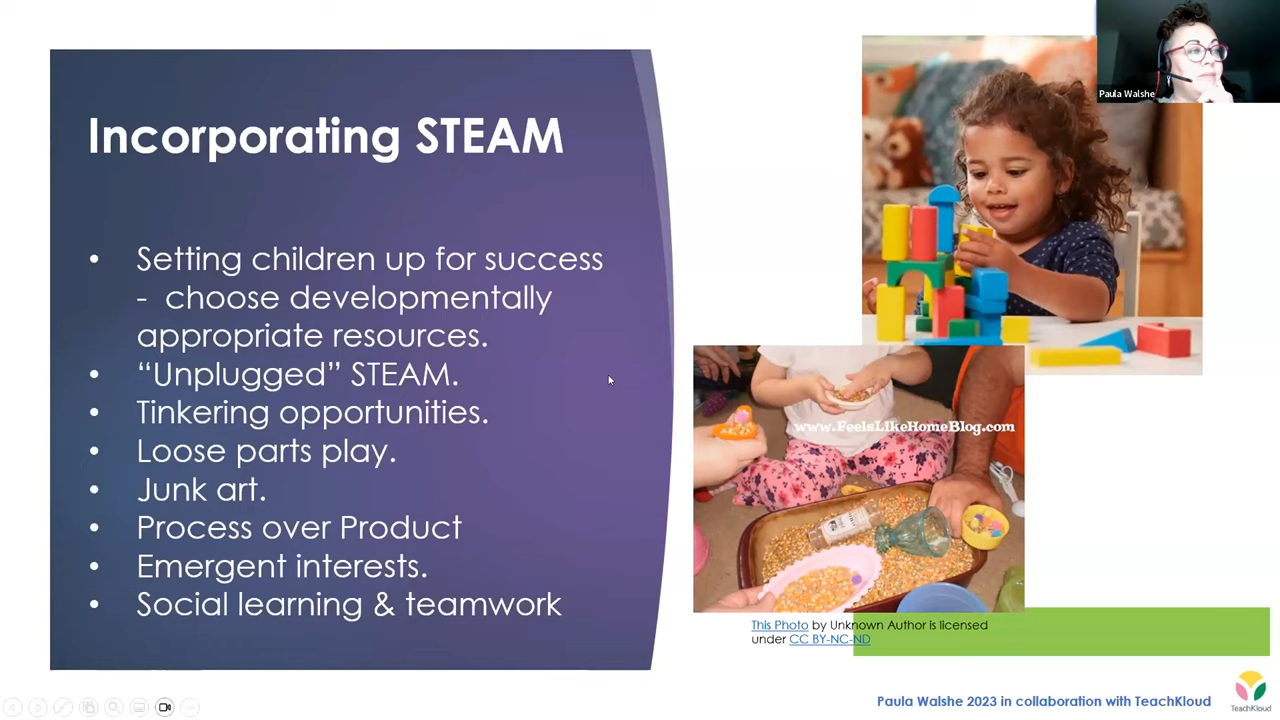 Incorporating STEAM
• Setting children up for success
- choose developmentally
appropriate resources.
• “Unplugged” STEAM.
• Tinkering opportunities.
• Loose parts play.
• Junk art.
• Process over Product
• Emergent interests.
• Social learning & teamwork
Paula Walshe
www.FeelsLikeHomeBlog.com
This Photo by Unknown Author is licensed
under CC BY-NC-ND
Paula Walshe 2023 in collaboration with TeachKloud
TeachKloud